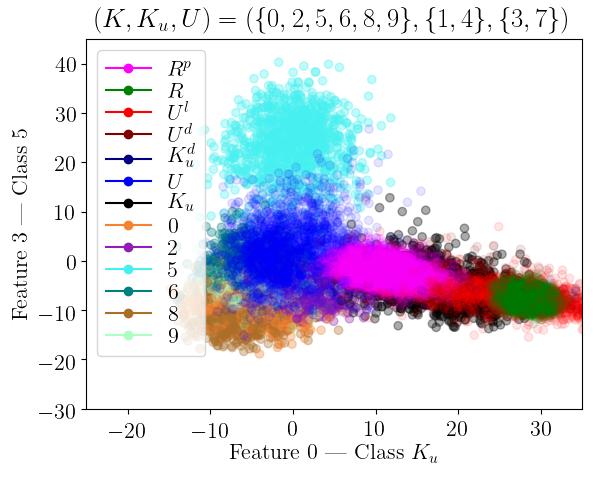 (K, K_u, U) = ({0, 2, 5, 6, 8, 9}, {1, 4}, {3, 7})
40
30
20
10
0
−10
−20
−30
Feature 3 — Class 5
R^p
R
U^l
U^d
K_u^d
U
K_u
0
2
5
6
8
9
−20
−10
0
10
20
30
Feature 0 — Class K_u